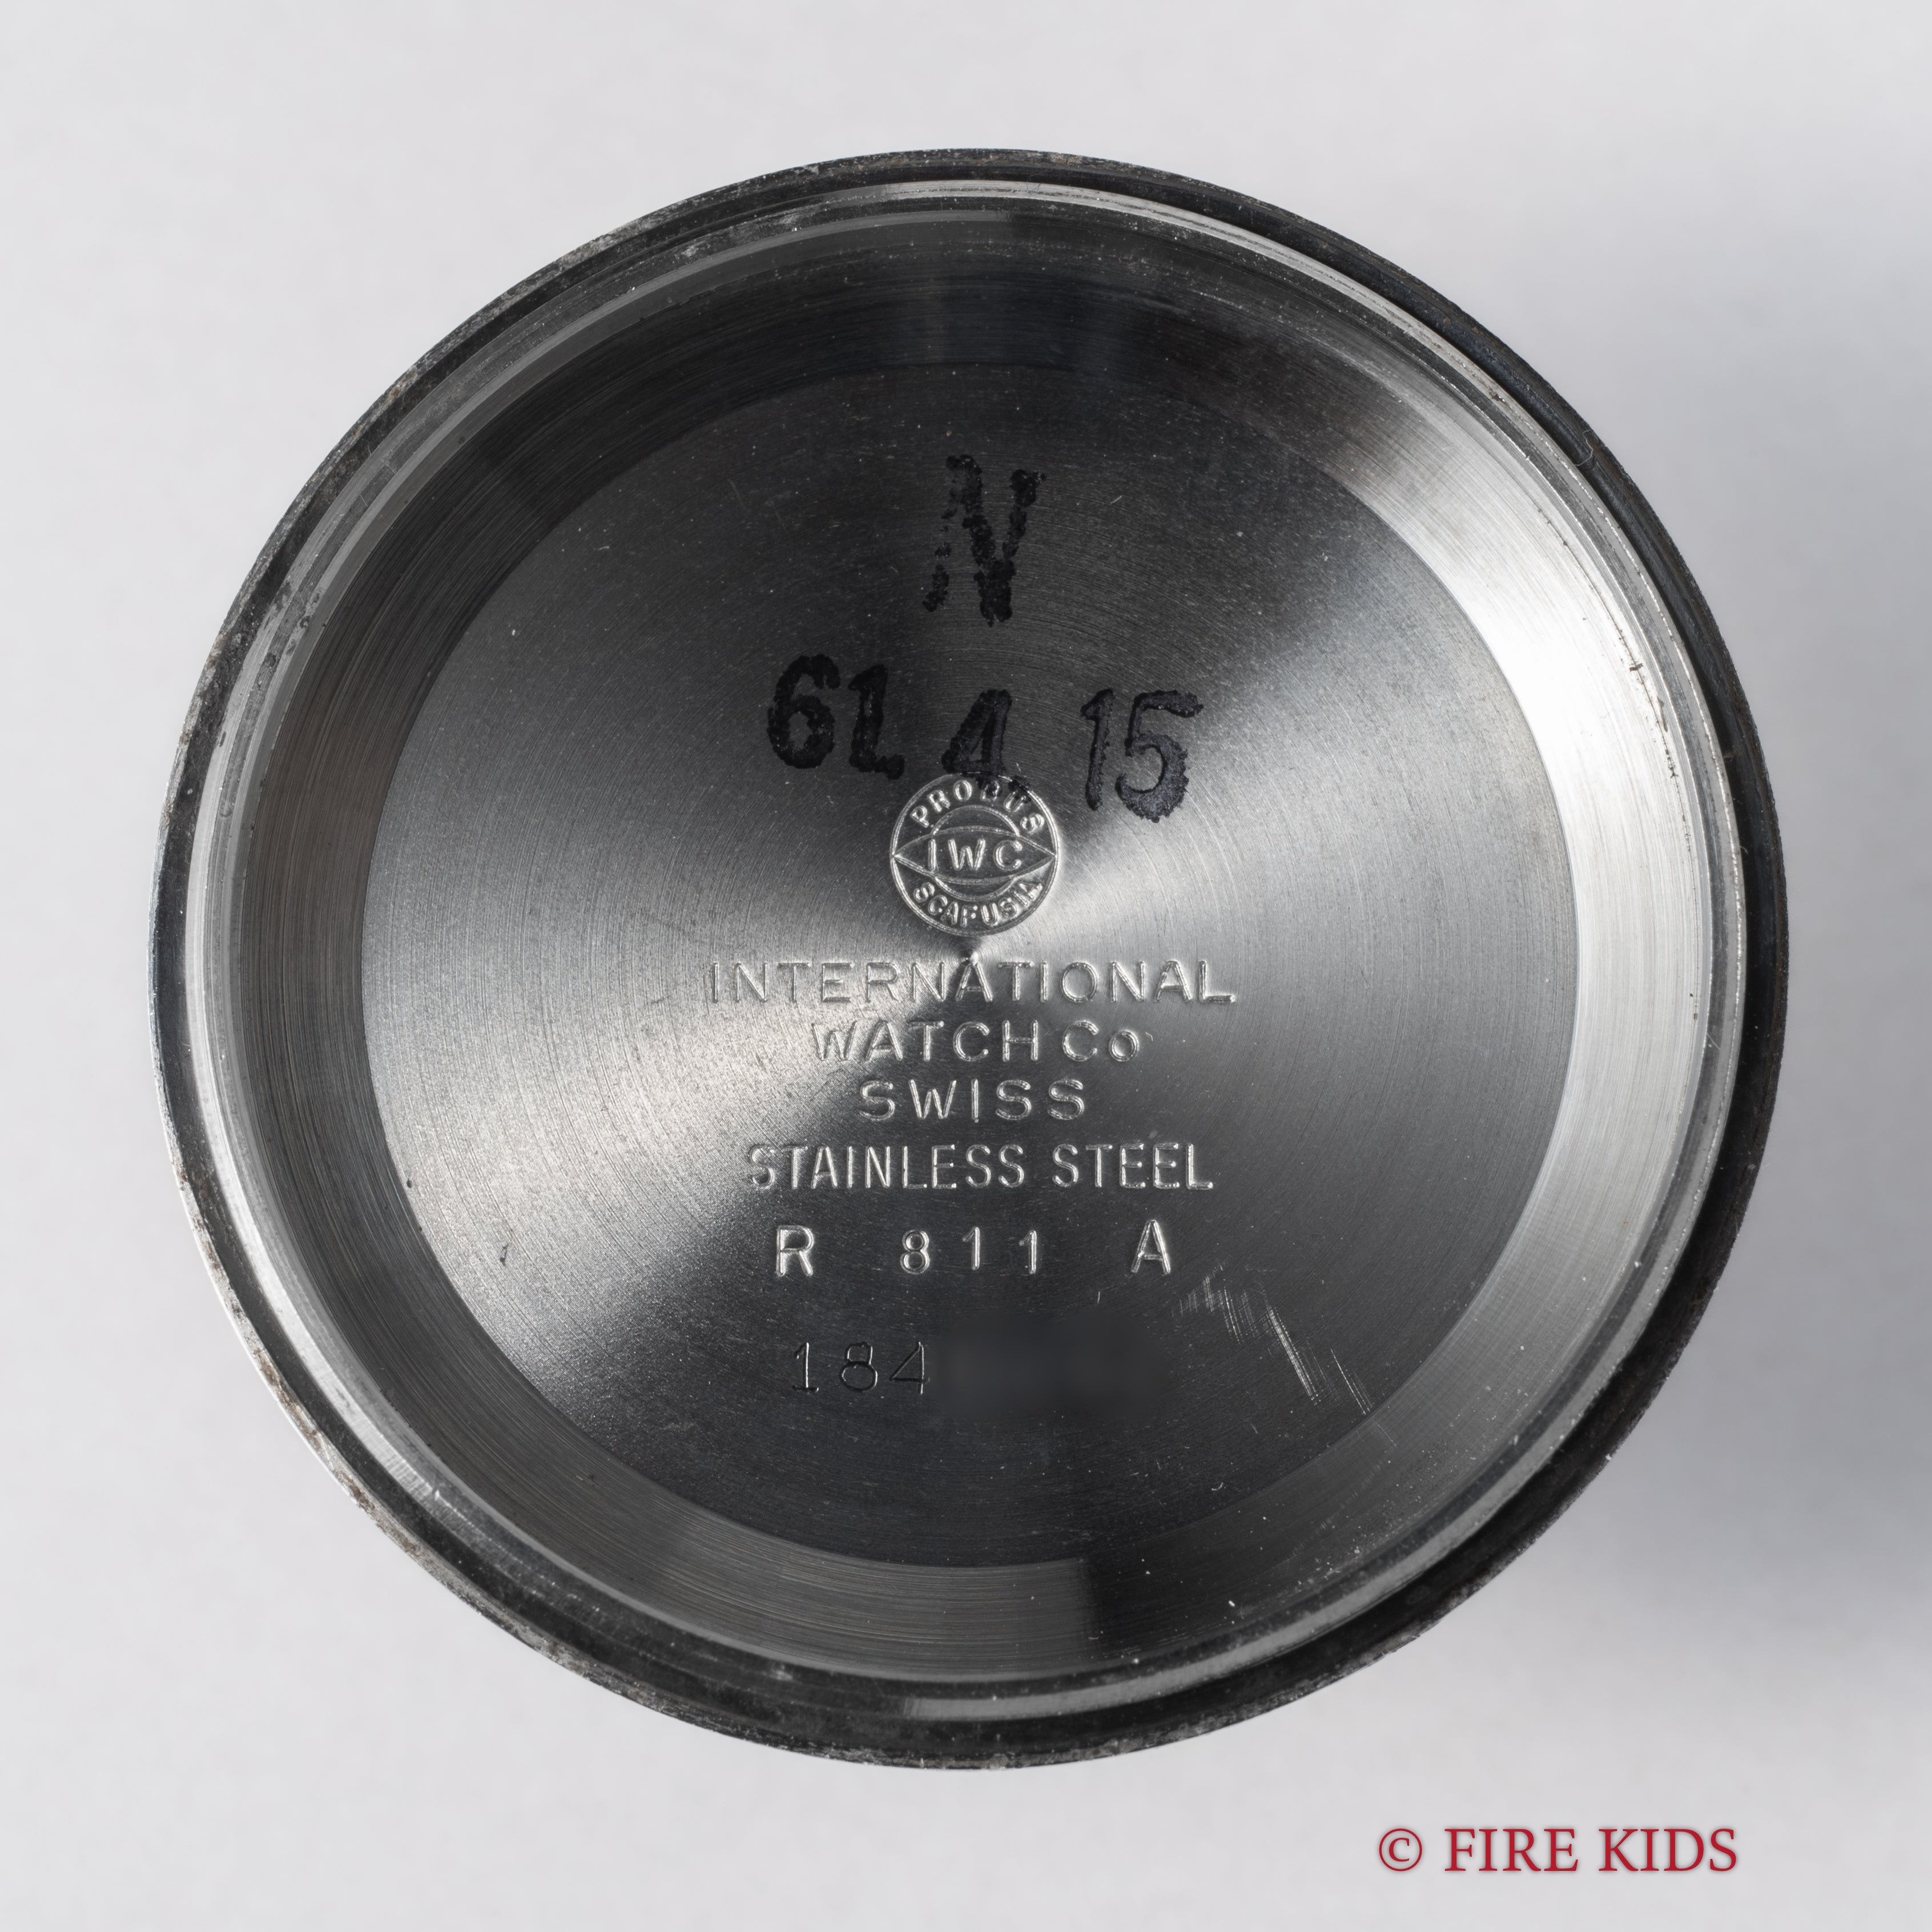 N
61 4 15
PROBUS
IWC
SCAFUSIA
INTERNATIONAL
WATCH Co
SWISS
STAINLESS STEEL
R 811 A
184
© FIRE KIDS